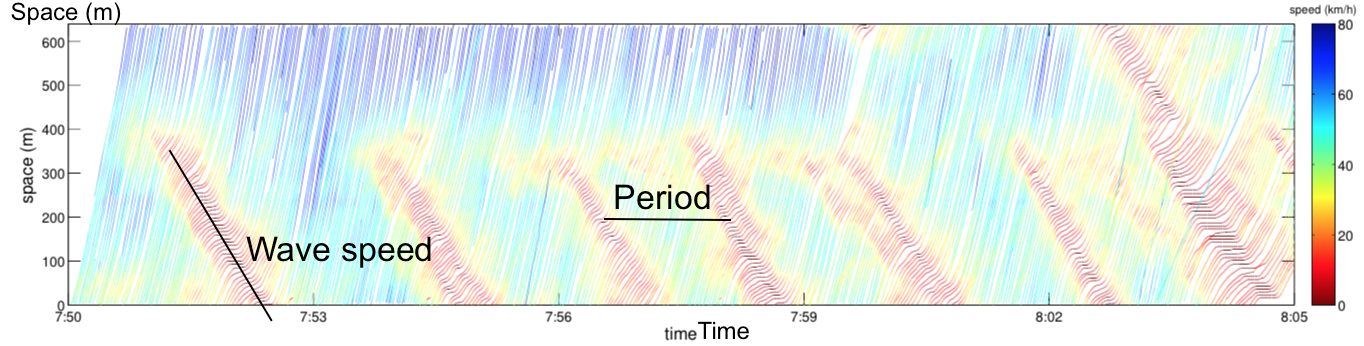 Space (m)
speed (km/h)
600
500
400
300
200
100
0
space (m)
80
60
40
20
0
Period
Wave speed
7:50
7:53
7:56
7:59
8:02
8:05
time
Time